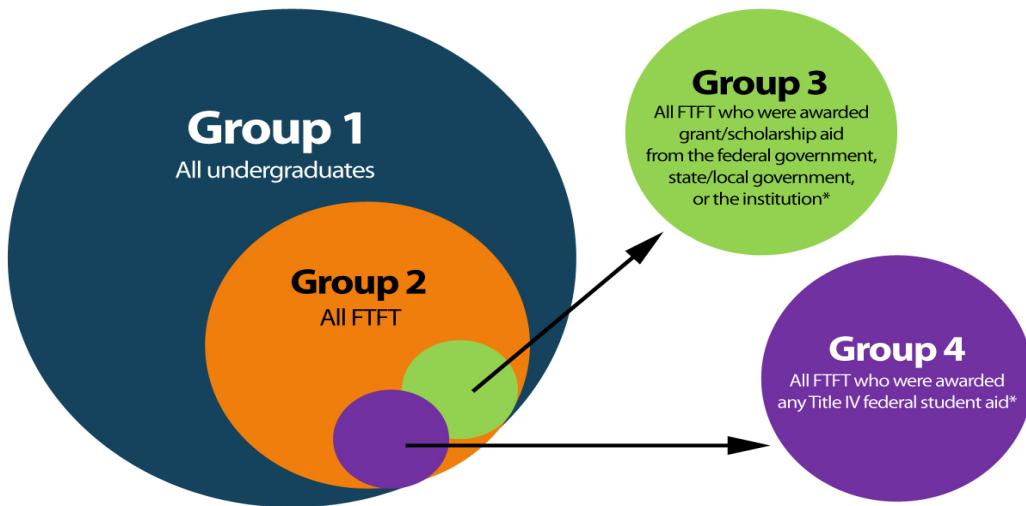 Group 1
All undergraduates
Group 2
All FTFT
Group 3
All FTFT who were awarded
grant/scholarship aid
from the federal government,
state/local government,
or the institution*
Group 4
All FTFT who were awarded
any Title IV federal student aid*